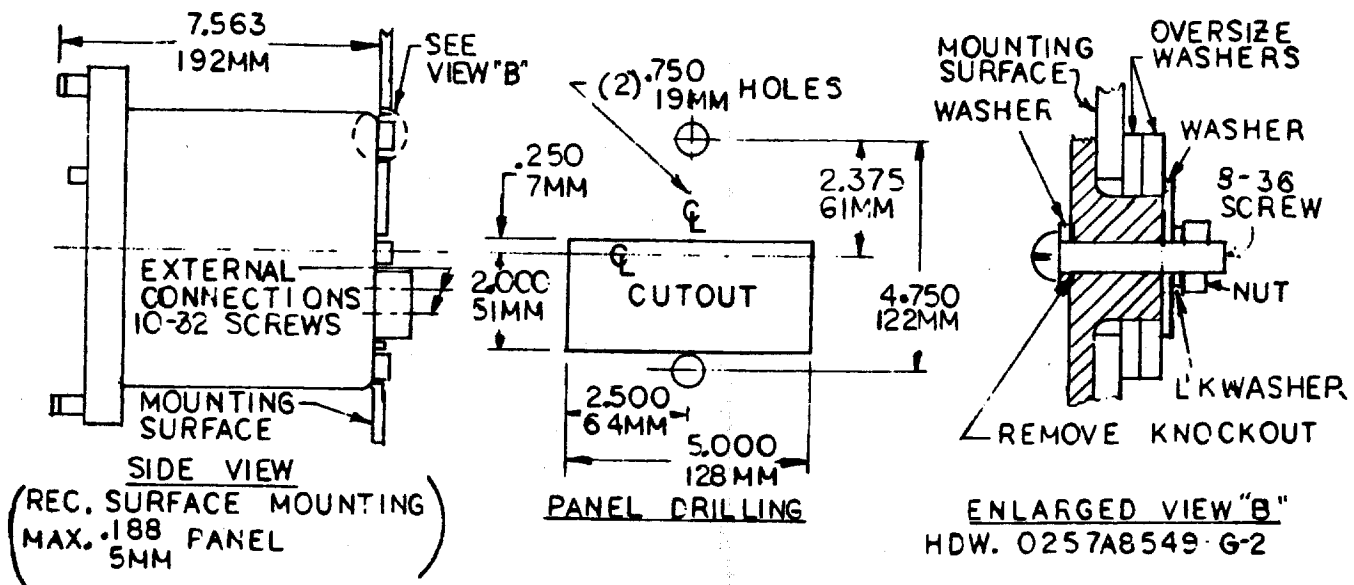 7.563
192MM
SEE
VIEW "B"
(2) .750
19MM HOLES
.250
7MM
2.375
61MM
EXTERNAL
CONNECTIONS
10-32 SCREWS
2.000
51MM
CUTOUT
4.750
122MM
MOUNTING
SURFACE
2.500
64MM
5.000
128MM
SIDE VIEW
(REC. SURFACE MOUNTING
MAX. .188 PANEL
5MM)
PANEL DRILLING
OVERSIZE
WASHERS
MOUNTING
SURFACE
WASHER
WASHER
8-36
SCREW
NUT
L'KWASHER
REMOVE KNOCKOUT
ENLARGED VIEW "B"
HDW. 0257A8549 G-2